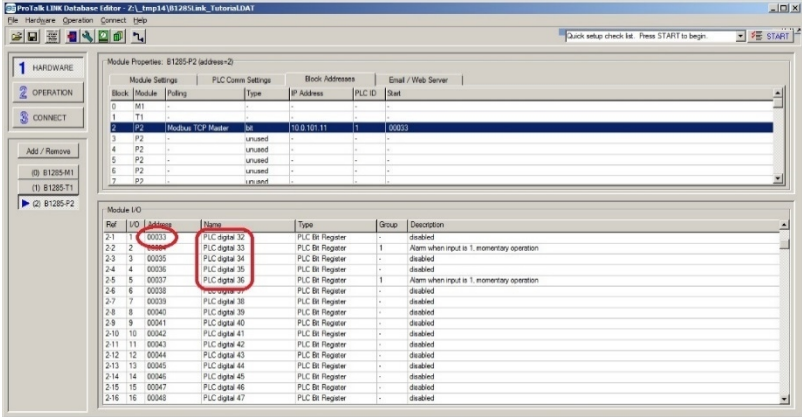 ProTalk LINK Database Editor - Z:\_tmp14\B1285Link_Tutorial.DAT
File Hardware Operation Connect Help
Quick setup check list. Press START to begin. START
1 HARDWARE
2 OPERATION
3 CONNECT
Add / Remove
(0) B1285-M1
(1) B1285-T1
(2) B1285-P2
Module Properties: B1285-P2 (address=2)
Module Settings PLC Comm Settings Block Addresses Email / Web Server
Block Module Polling Type IP Address PLC ID Start
0 M1 - - - - -
1 T1 - - - - -
2 P2 Modbus TCP Master bit 10.0.101.11 1 00033
3 P2 - unused - - -
4 P2 - unused - - -
5 P2 - unused - - -
6 P2 - unused - - -
7 P2 - unused - - -
Module I/O
Ref I/O Address Name Type Group Description
2-1 1 00033 PLC digital 32 PLC Bit Register - disabled
2-2 2 00034 PLC digital 33 PLC Bit Register 1 Alarm when input is 1, momentary operation
2-3 3 00035 PLC digital 34 PLC Bit Register - disabled
2-4 4 00036 PLC digital 35 PLC Bit Register - disabled
2-5 5 00037 PLC digital 36 PLC Bit Register 1 Alarm when input is 1, momentary operation
2-6 6 00038 PLC digital 37 PLC Bit Register - disabled
2-7 7 00039 PLC digital 38 PLC Bit Register - disabled
2-8 8 00040 PLC digital 39 PLC Bit Register - disabled
2-9 9 00041 PLC digital 40 PLC Bit Register - disabled
2-10 10 00042 PLC digital 41 PLC Bit Register - disabled
2-11 11 00043 PLC digital 42 PLC Bit Register - disabled
2-12 12 00044 PLC digital 43 PLC Bit Register - disabled
2-13 13 00045 PLC digital 44 PLC Bit Register - disabled
2-14 14 00046 PLC digital 45 PLC Bit Register - disabled
2-15 15 00047 PLC digital 46 PLC Bit Register - disabled
2-16 16 00048 PLC digital 47 PLC Bit Register - disabled